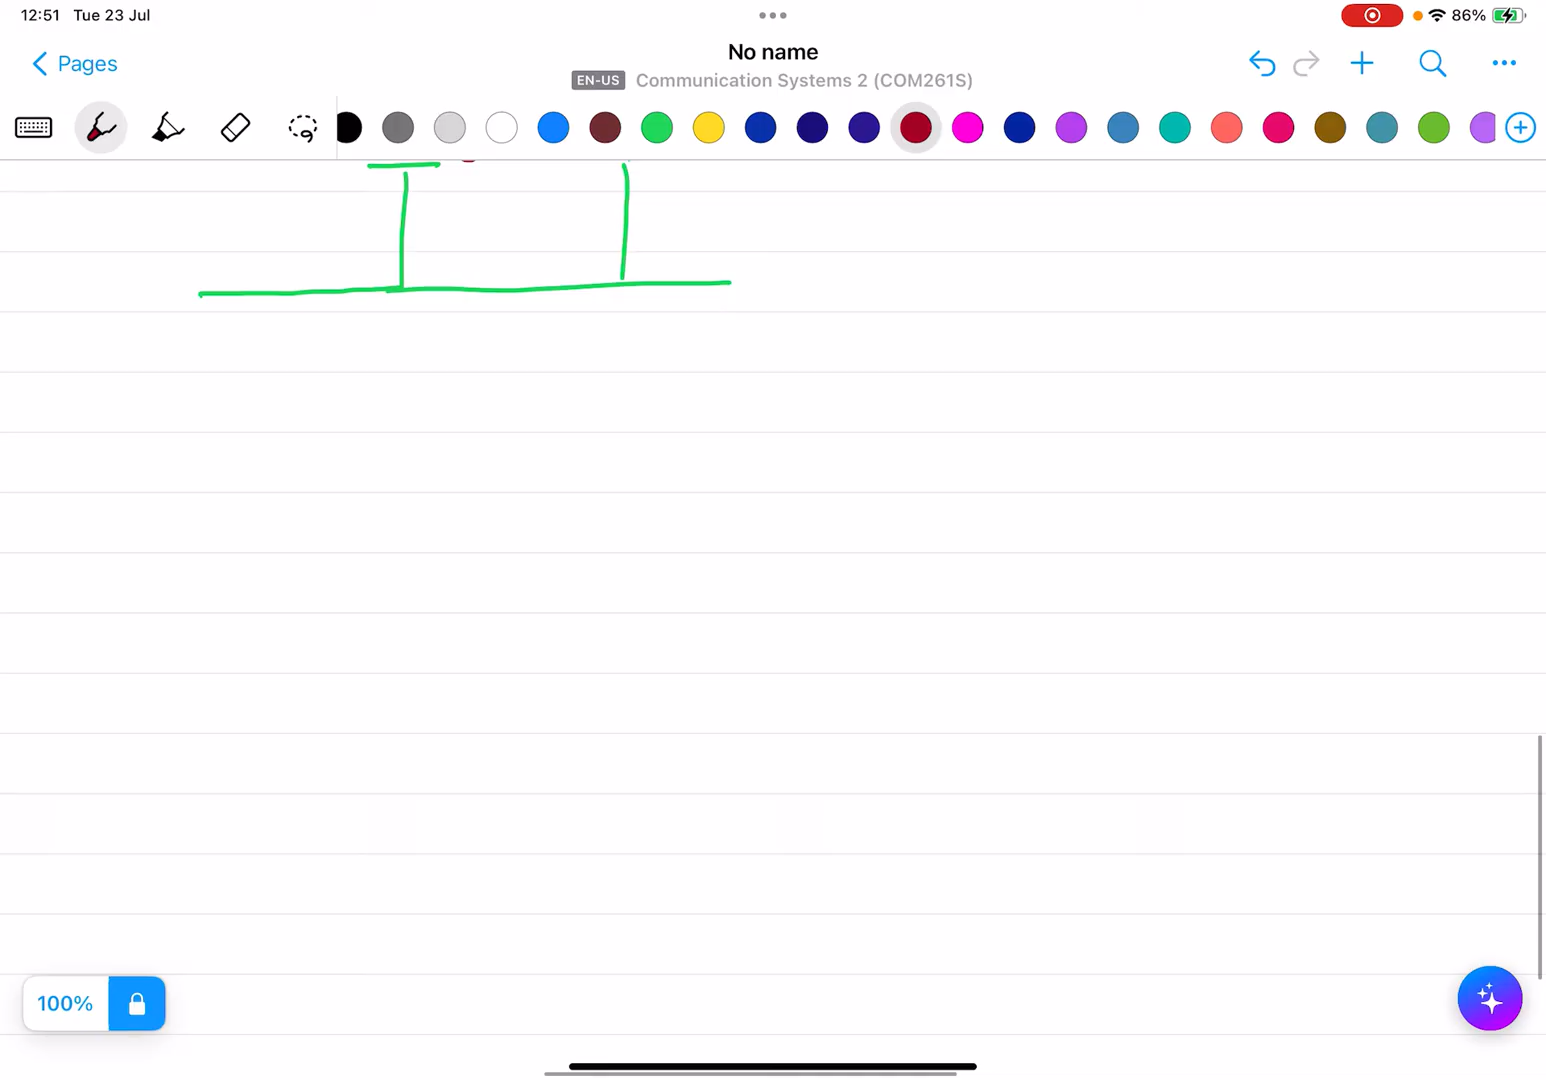 12:51 Tue 23 Jul
86%
Pages
No name
EN-US Communication Systems 2 (COM261S)
100%